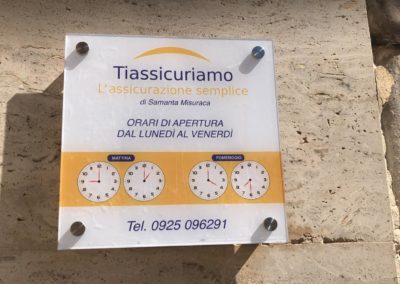 Tiassicuriamo
L'assicurazione semplice
di Samanta Misuraca
ORARI DI APERTURA
DAL LUNEDÌ AL VENERDÌ
MATTINA POMERIGGIO
Tel. 0925 096291